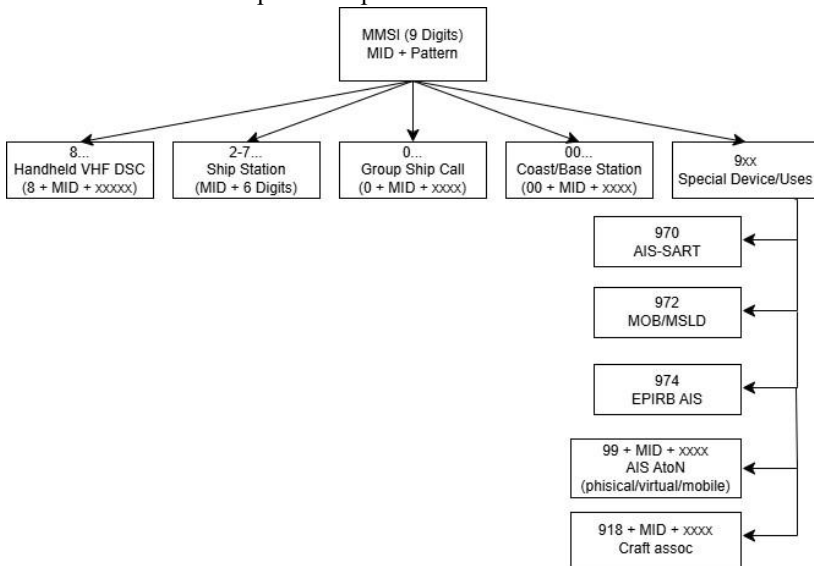 MMSI (9 Digits)
MID + Pattern
8...
Handheld VHF DSC
(8 + MID + xxxxx)
2-7...
Ship Station
(MID + 6 Digits)
0...
Group Ship Call
(0 + MID + xxxx)
00...
Coast/Base Station
(00 + MID + xxxx)
9xx
Special Device/Uses
970
AIS-SART
972
MOB/MSLD
974
EPIRB AIS
99 + MID + xxxx
AIS AtoN
(phisical/virtual/mobile)
918 + MID + xxxx
Craft assoc